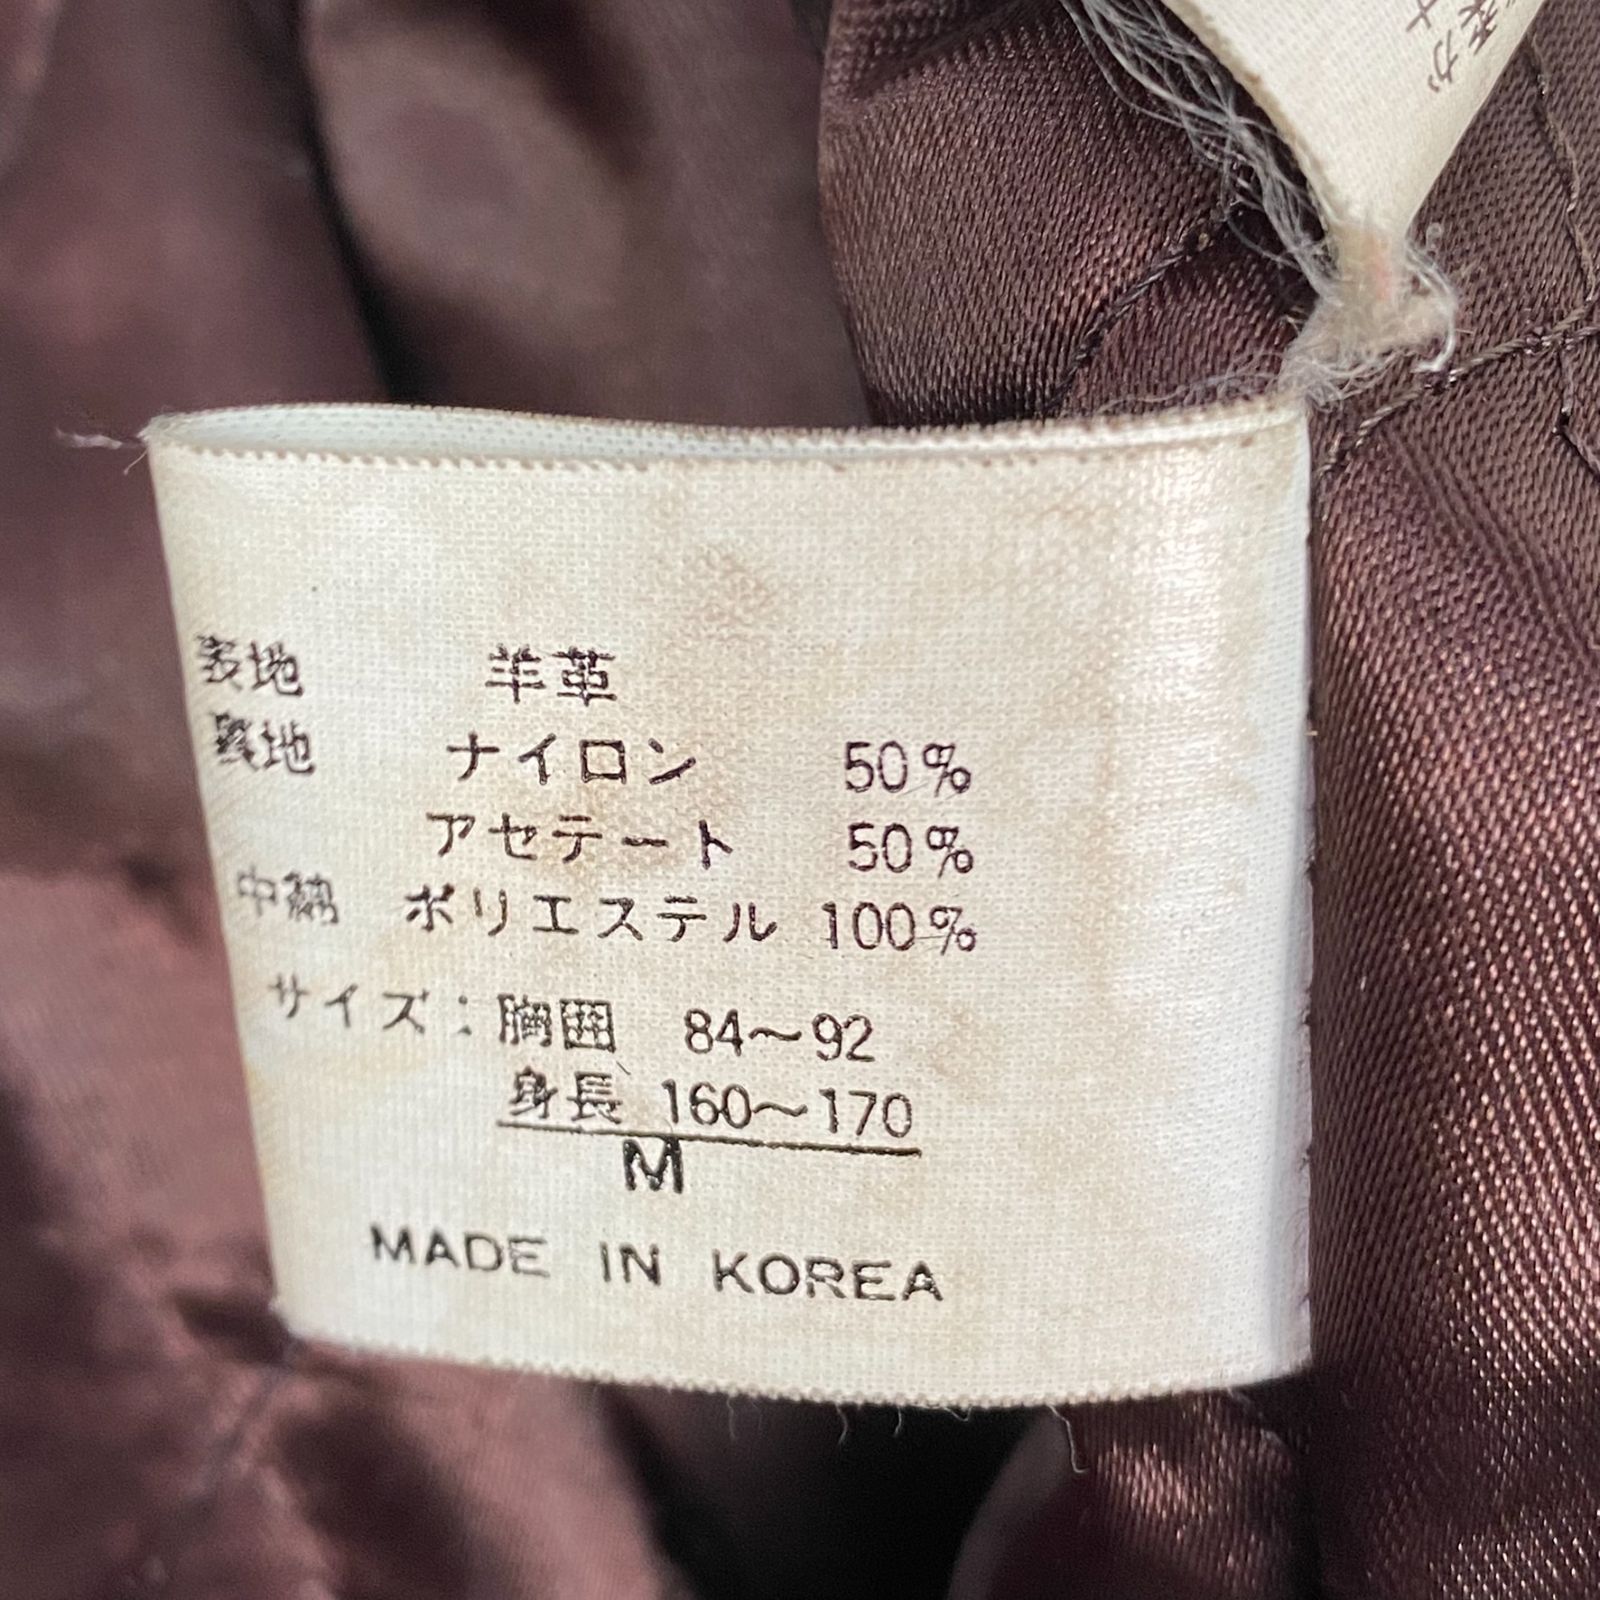 表地 羊革
裏地 ナイロン 50%
アセテート 50%
中綿 ポリエステル 100%
サイズ：胸囲 84～92
身長 160～170
M
MADE IN KOREA